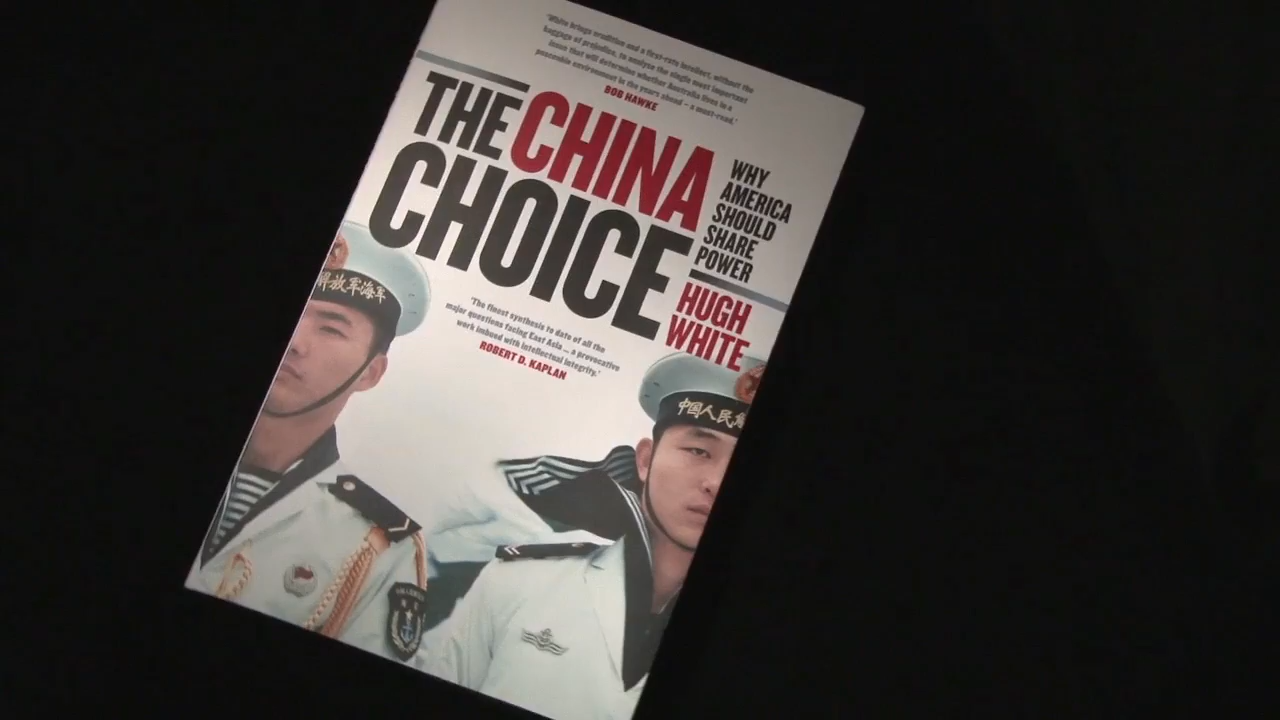 'White brings erudition and a first-rate intellect, without the
baggage of prejudice, to analyse the single most important
issue that will determine whether Australia lives in a
peaceable environment in the years ahead – a must-read.'
BOB HAWKE
THE CHINA
CHOICE
WHY
AMERICA
SHOULD
SHARE
POWER
HUGH
WHITE
'The finest synthesis to date of all the
major questions facing East Asia ... a provocative
work imbued with intellectual integrity.'
ROBERT D. KAPLAN
解放军海军
中国人民解